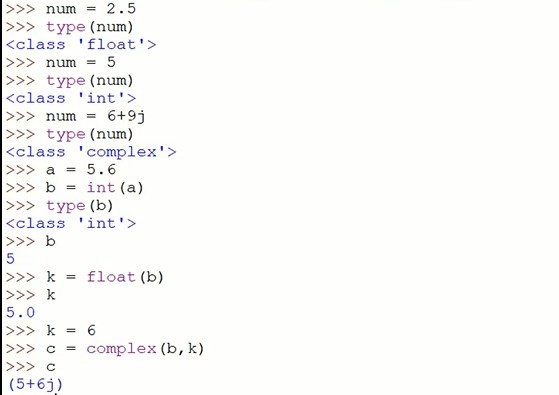 >>> num = 2.5
>>> type(num)
<class 'float'>
>>> num = 5
>>> type(num)
<class 'int'>
>>> num = 6+9j
>>> type(num)
<class 'complex'>
>>> a = 5.6
>>> b = int(a)
>>> type(b)
<class 'int'>
>>> b
5
>>> k = float(b)
>>> k
5.0
>>> k = 6
>>> c = complex(b,k)
>>> c
(5+6j)